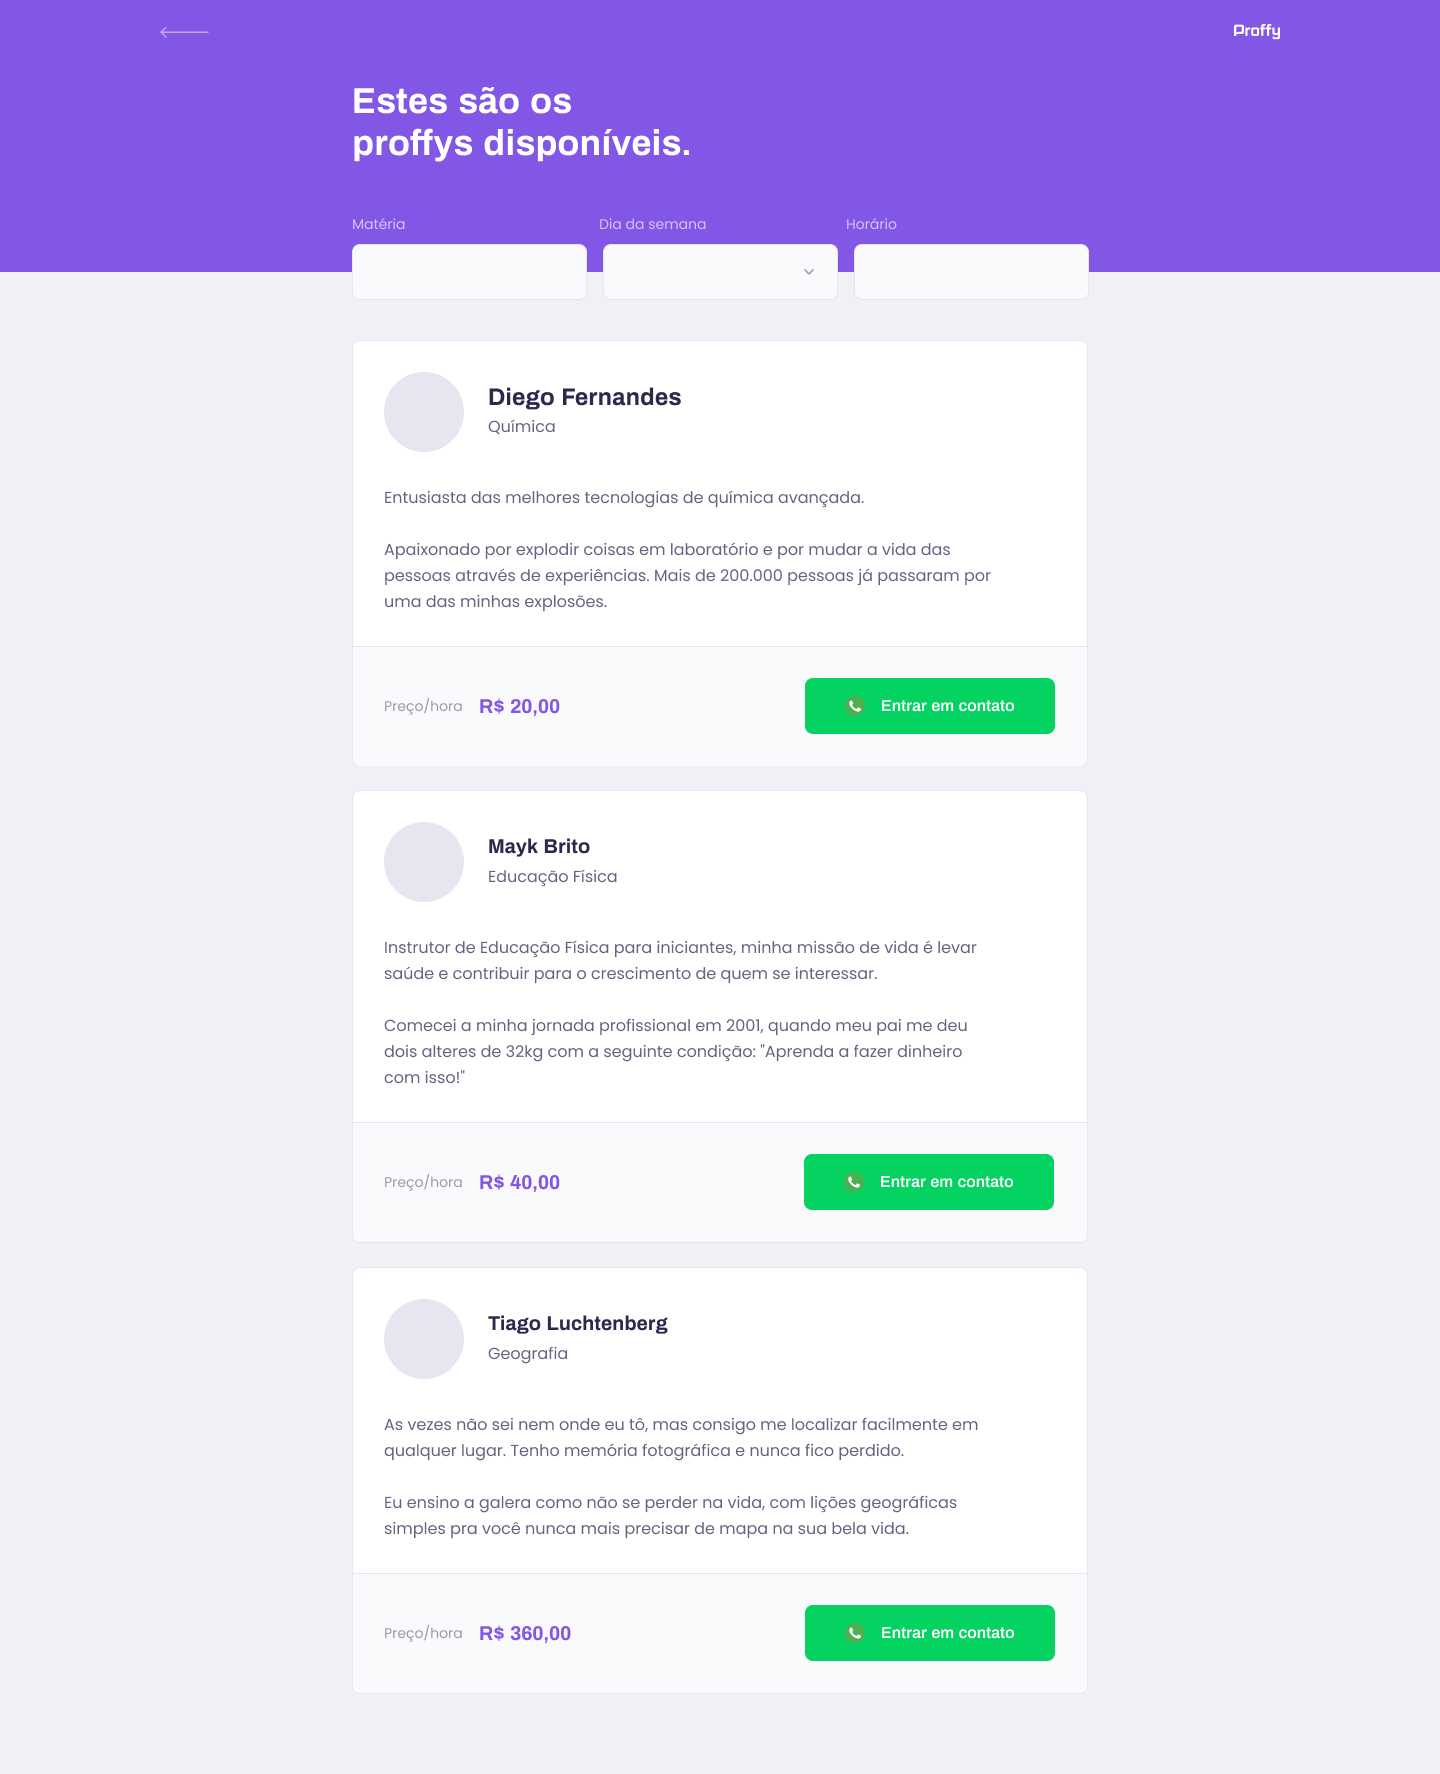 Proffy
Estes são os
proffys disponíveis.
Matéria
Dia da semana
Horário
Diego Fernandes
Química
Entusiasta das melhores tecnologias de química avançada.
Apaixonado por explodir coisas em laboratório e por mudar a vida das
pessoas através de experiências. Mais de 200.000 pessoas já passaram por
uma das minhas explosões.
Preço/hora
R$ 20,00
Entrar em contato
Mayk Brito
Educação Física
Instrutor de Educação Física para iniciantes, minha missão de vida é levar
saúde e contribuir para o crescimento de quem se interessar.
Comecei a minha jornada profissional em 2001, quando meu pai me deu
dois alteres de 32kg com a seguinte condição: "Aprenda a fazer dinheiro
com isso!"
Preço/hora
R$ 40,00
Entrar em contato
Tiago Luchtenberg
Geografia
As vezes não sei nem onde eu tô, mas consigo me localizar facilmente em
qualquer lugar. Tenho memória fotográfica e nunca fico perdido.
Eu ensino a galera como não se perder na vida, com lições geográficas
simples pra você nunca mais precisar de mapa na sua bela vida.
Preço/hora
R$ 360,00
Entrar em contato